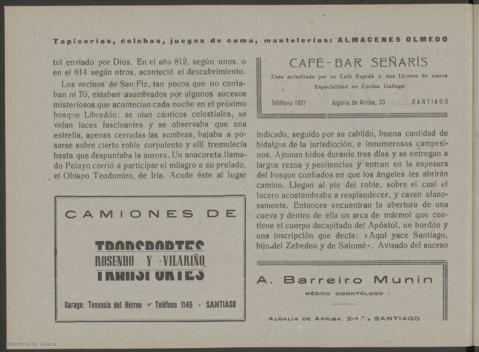 Tapicerías, colchas, juegos de cama, mantelerías: ALMACENES OLMEDO
tol enviado por Dios. En el año 812, según unos, o
en el 814 según otros, aconteció el descubrimiento.
Los vecinos de San Fiz, tan pocos que no conta-
ban ni 70, estaban asombrados por algunos sucesos
misteriosos que acontecían cada noche en el próximo
bosque Libredón: se oían cánticos celestiales, se
veían luces fascinantes y se observaba que una
estrella, apenas cerradas las sombras, bajaba a po-
sarse sobre cierto roble corpulento y allí tremulecía
hasta que despuntaba la aurora. Un anacoreta llama-
do Pelayo corrió a participar el milagro a su prelado,
el Obispo Teodomiro, de Iria. Acude éste al lugar
CAMIONES DE
TRANSPORTES
ROSENDO Y VILARIÑO
TRANSPORTES
Garage: Tenencia del Hórreo - Teléfono 1146 - SANTIAGO
CAFÉ-BAR SEÑARÍS
Casa acreditada por su Café Exprés y sus Licores de marca
Especialidad en Cocina Gallega
Teléfono 1837 Algalia de Arriba, 33 SANTIAGO
indicado, seguido por su cabildo, buena cantidad de
hidalgos de la jurisdicción, e innumeros campesi-
nos. Ayunan todos durante tres días y se entregan a
largos rezos y penitencias y entran en la espesura
del bosque confiados en que los ángeles les abrirán
camino. Llegan al pie del roble, sobre el cual el
lucero acostumbraba a resplandecer, y cavan afano-
samente. Entonces encuentran la abertura de una
cueva y dentro de ella un arca de mármol que con-
tiene el cuerpo decapitado del Apóstol, un bordón y
una inscripción que decía: «Aquí yace Santiago,
hijo del Zebedeo y de Salomé». Avisado del suceso
A. Barreiro Munin
MÉDICO ODONTÓLOGO
ALGALIA DE ARRIBA 2-1.º - SANTIAGO
Biblioteca de Galicia